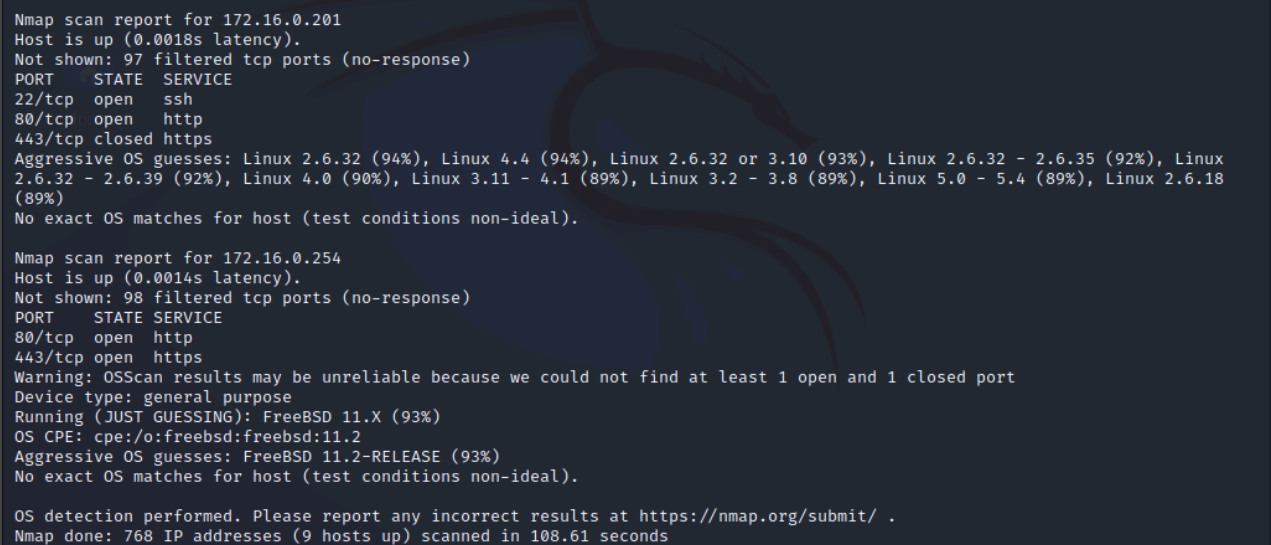 Nmap scan report for 172.16.0.201
Host is up (0.0018s latency).
Not shown: 97 filtered tcp ports (no-response)
PORT    STATE  SERVICE
22/tcp  open   ssh
80/tcp  open   http
443/tcp closed https
Aggressive OS guesses: Linux 2.6.32 (94%), Linux 4.4 (94%), Linux 2.6.32 or 3.10 (93%), Linux 2.6.32 - 2.6.35 (92%), Linux
2.6.32 - 2.6.39 (92%), Linux 4.0 (90%), Linux 3.11 - 4.1 (89%), Linux 3.2 - 3.8 (89%), Linux 5.0 - 5.4 (89%), Linux 2.6.18
(89%)
No exact OS matches for host (test conditions non-ideal).

Nmap scan report for 172.16.0.254
Host is up (0.0014s latency).
Not shown: 98 filtered tcp ports (no-response)
PORT    STATE SERVICE
80/tcp  open  http
443/tcp open  https
Warning: OSScan results may be unreliable because we could not find at least 1 open and 1 closed port
Device type: general purpose
Running (JUST GUESSING): FreeBSD 11.X (93%)
OS CPE: cpe:/o:freebsd:freebsd:11.2
Aggressive OS guesses: FreeBSD 11.2-RELEASE (93%)
No exact OS matches for host (test conditions non-ideal).

OS detection performed. Please report any incorrect results at https://nmap.org/submit/ .
Nmap done: 768 IP addresses (9 hosts up) scanned in 108.61 seconds